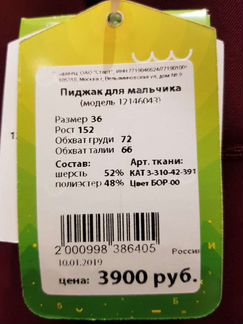 Пиджак для мальчика
(модель 12146043)
Размер 36
Рост 152
Обхват груди 72
Обхват талии 66
Состав: Арт. ткани:
шерсть 52% КАТ 3-310-42-391
полиэстер 48% Цвет БОР 00
2 000998 386405 Россия
10.01.2019
цена: 3900 руб.